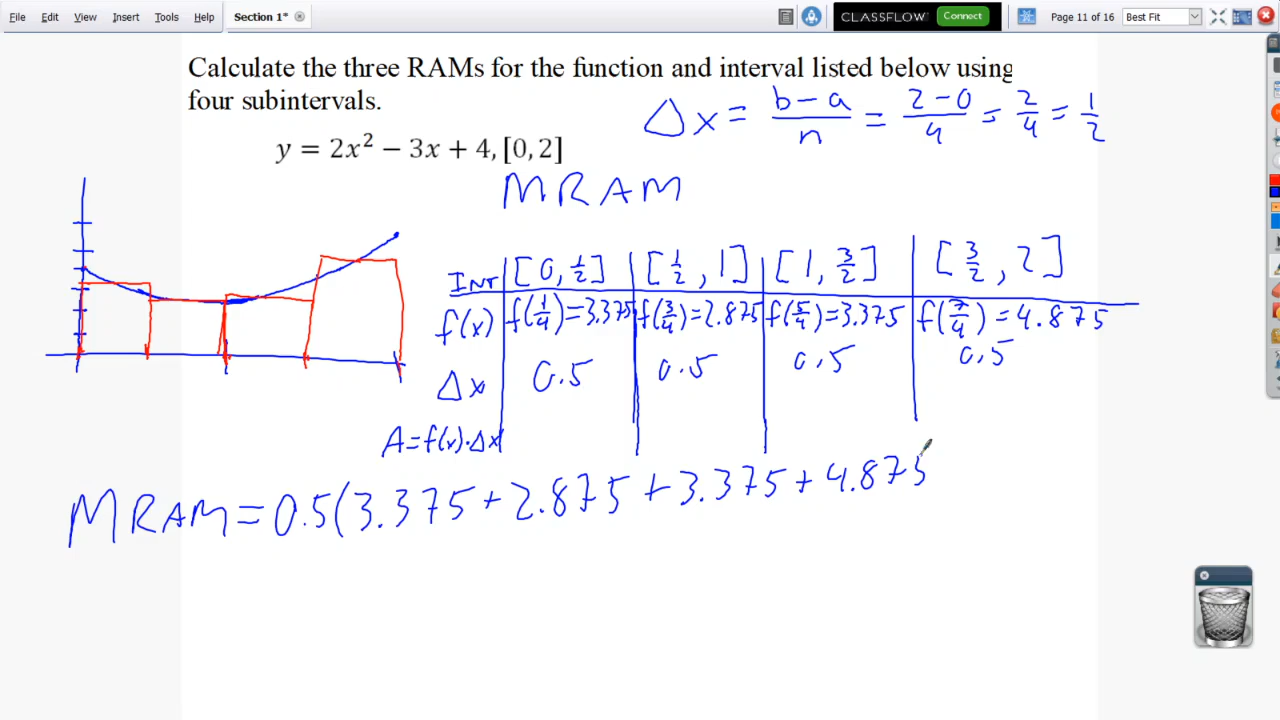 File Edit View Insert Tools Help Section 1* CLASSFLOW Connect Page 11 of 16 Best Fit
Calculate the three RAMs for the function and interval listed below using
four subintervals.
Δx = b-a/n = 2-0/4 = 2/4 = 1/2
y = 2x² − 3x + 4, [0, 2]
MRAM
Int [0, 1/2] [1/2, 1] [1, 3/2] [3/2, 2]
f(x) f(1/4)=3.375 f(3/4)=2.875 f(5/4)=3.375 f(7/4)=4.875
Δx 0.5 0.5 0.5 0.5
A=f(x)·Δx
MRAM=0.5(3.375+2.875+3.375+4.875